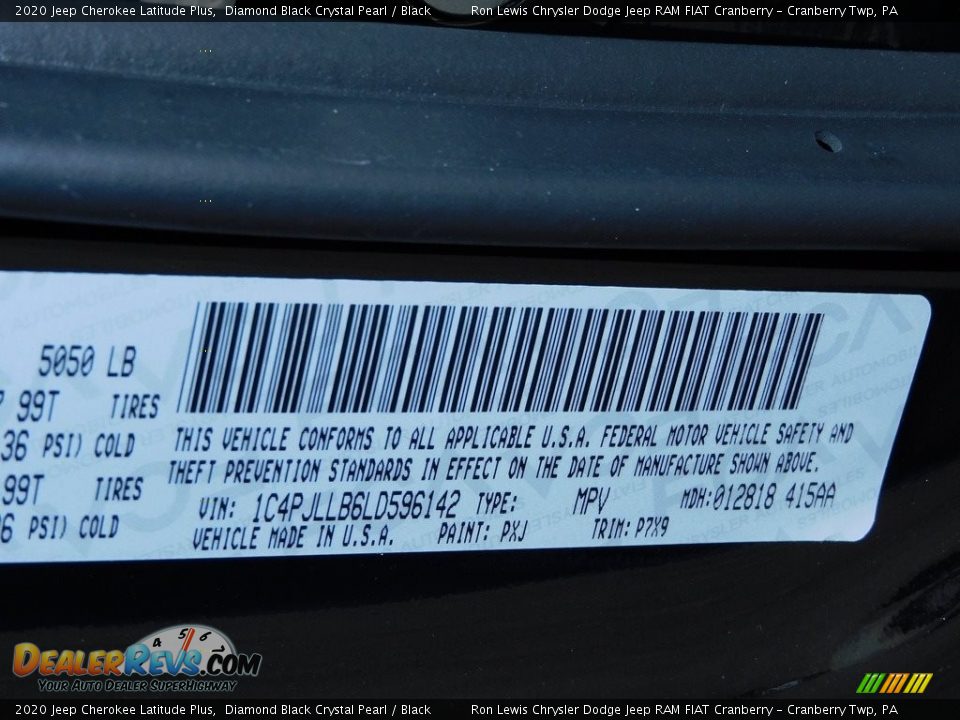 2020 Jeep Cherokee Latitude Plus, Diamond Black Crystal Pearl / Black Ron Lewis Chrysler Dodge Jeep RAM FIAT Cranberry - Cranberry Twp, PA
5050 LB
99T TIRES
36 PSI) COLD
99T TIRES
36 PSI) COLD
THIS VEHICLE CONFORMS TO ALL APPLICABLE U.S.A. FEDERAL MOTOR VEHICLE SAFETY AND
THEFT PREVENTION STANDARDS IN EFFECT ON THE DATE OF MANUFACTURE SHOWN ABOVE.
VIN: 1C4PJLLB6LD596142 TYPE: MPV MDH:012818 415AA
VEHICLE MADE IN U.S.A. PAINT: PXJ TRIM: P7X9
4 5 6
DEALERREVS.COM
YOUR AUTO DEALER SUPERHIGHWAY
2020 Jeep Cherokee Latitude Plus, Diamond Black Crystal Pearl / Black Ron Lewis Chrysler Dodge Jeep RAM FIAT Cranberry - Cranberry Twp, PA